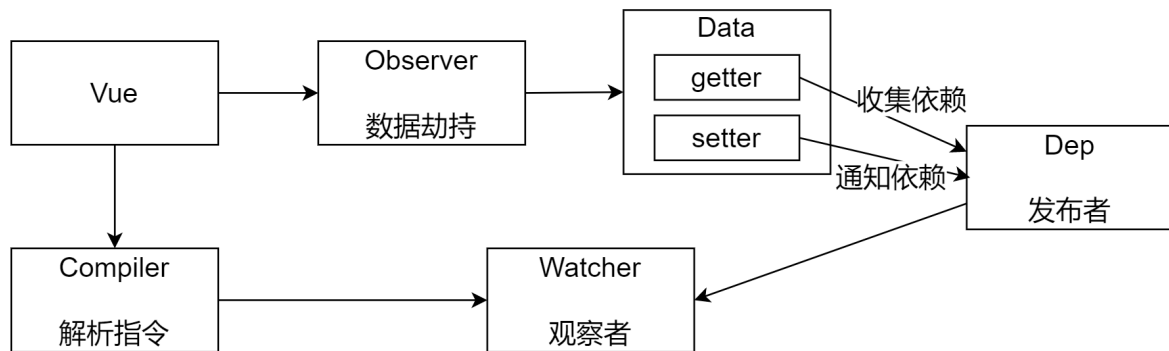 Vue
Observer
数据劫持
Data
getter
setter
收集依赖
通知依赖
Dep
发布者
Compiler
解析指令
Watcher
观察者